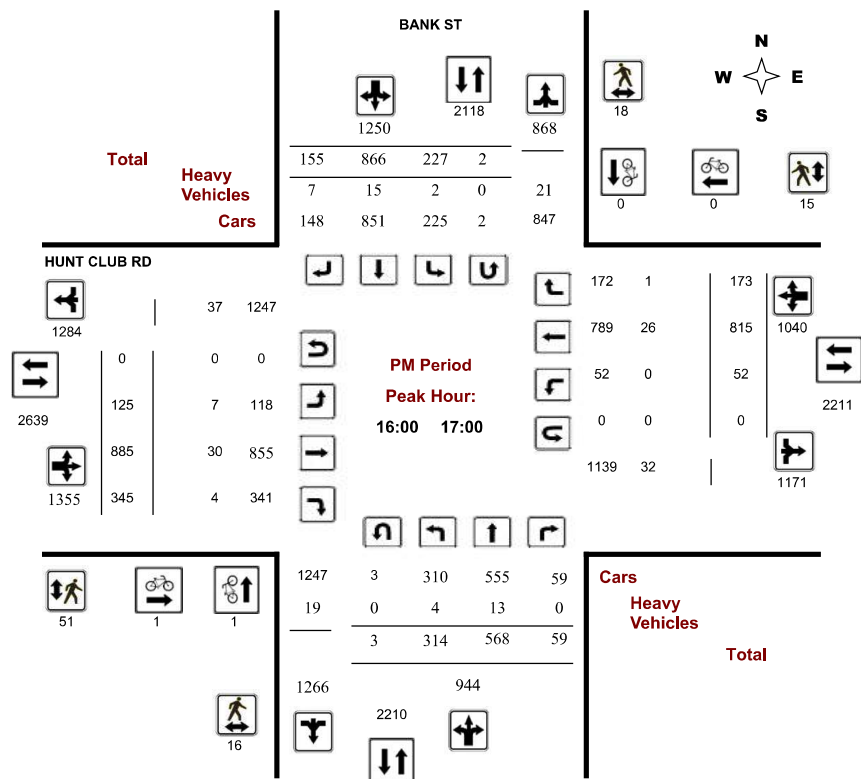 BANK ST
N
W E
S
2118
18
1250
868
Total
155 866 227 2
Heavy
Vehicles
7 15 2 0 21
0 0 15
Cars
148 851 225 2 847
HUNT CLUB RD
37 1247
172 1 173
1284
789 26 815 1040
0 0 0
PM Period
52 0 52
2639
125 7 118
Peak Hour:
2211
16:00 17:00
0 0 0
885 30 855
1139 32
1171
1355
345 4 341
1247 3 310 555 59
Cars
19 0 4 13 0
Heavy
Vehicles
51 1 1
3 314 568 59
Total
1266 944
2210
16